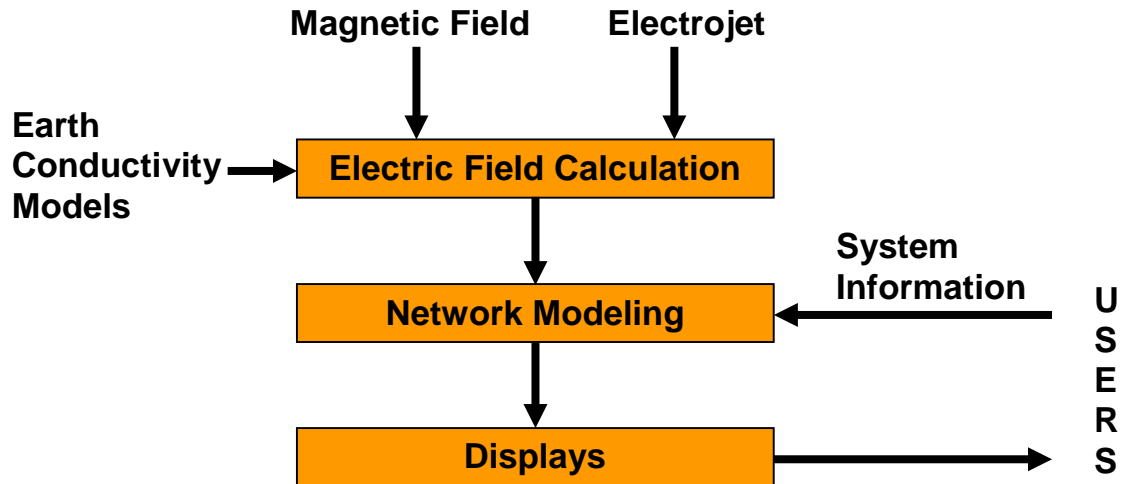 Magnetic Field
Electrojet
Earth
Conductivity
Models
Electric Field Calculation
System
Information
Network Modeling
U
S
E
R
S
Displays